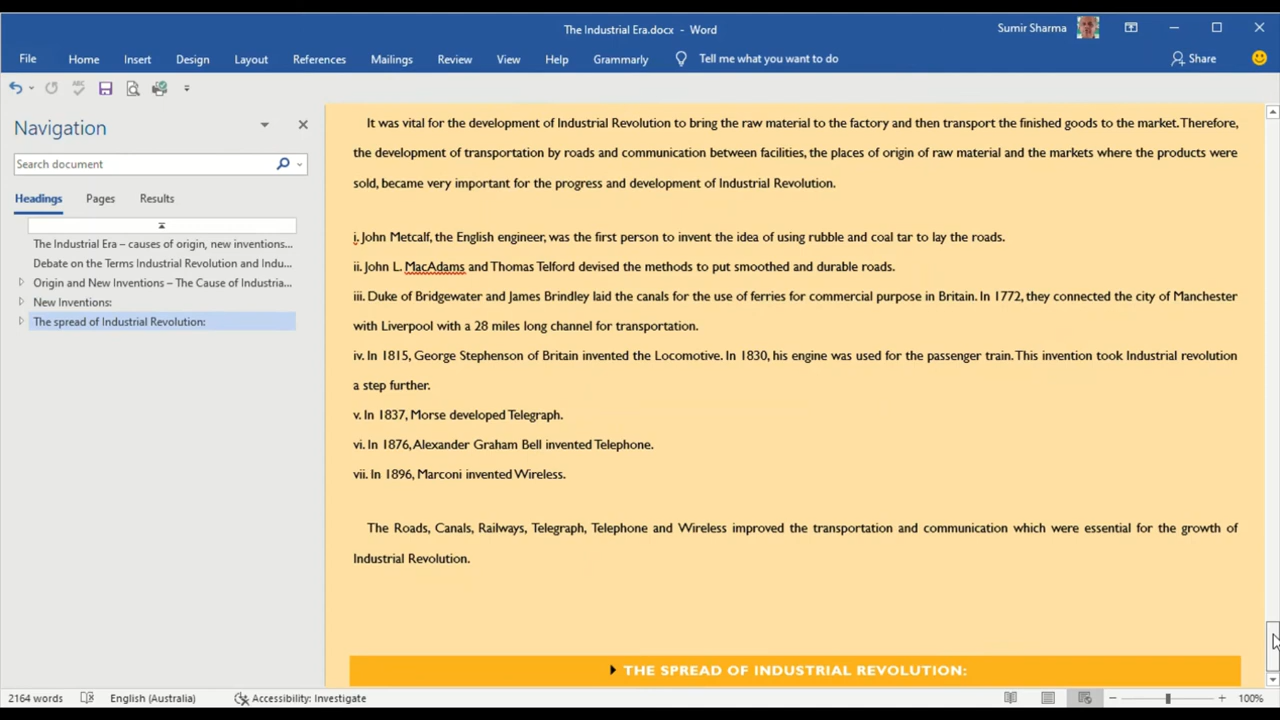 The Industrial Era.docx - Word
Sumir Sharma
File Home Insert Design Layout References Mailings Review View Help Grammarly Tell me what you want to do Share
ABC
Navigation
Search document
Headings Pages Results
The Industrial Era – causes of origin, new inventions...
Debate on the Terms Industrial Revolution and Indu...
Origin and New Inventions – The Cause of Industria...
New Inventions:
The spread of Industrial Revolution:
It was vital for the development of Industrial Revolution to bring the raw material to the factory and then transport the finished goods to the market. Therefore,
the development of transportation by roads and communication between facilities, the places of origin of raw material and the markets where the products were
sold, became very important for the progress and development of Industrial Revolution.
i. John Metcalf, the English engineer, was the first person to invent the idea of using rubble and coal tar to lay the roads.
ii. John L. MacAdams and Thomas Telford devised the methods to put smoothed and durable roads.
iii. Duke of Bridgewater and James Brindley laid the canals for the use of ferries for commercial purpose in Britain. In 1772, they connected the city of Manchester
with Liverpool with a 28 miles long channel for transportation.
iv. In 1815, George Stephenson of Britain invented the Locomotive. In 1830, his engine was used for the passenger train. This invention took Industrial revolution
a step further.
v. In 1837, Morse developed Telegraph.
vi. In 1876, Alexander Graham Bell invented Telephone.
vii. In 1896, Marconi invented Wireless.
The Roads, Canals, Railways, Telegraph, Telephone and Wireless improved the transportation and communication which were essential for the growth of
Industrial Revolution.
THE SPREAD OF INDUSTRIAL REVOLUTION:
2164 words English (Australia) Accessibility: Investigate 100%